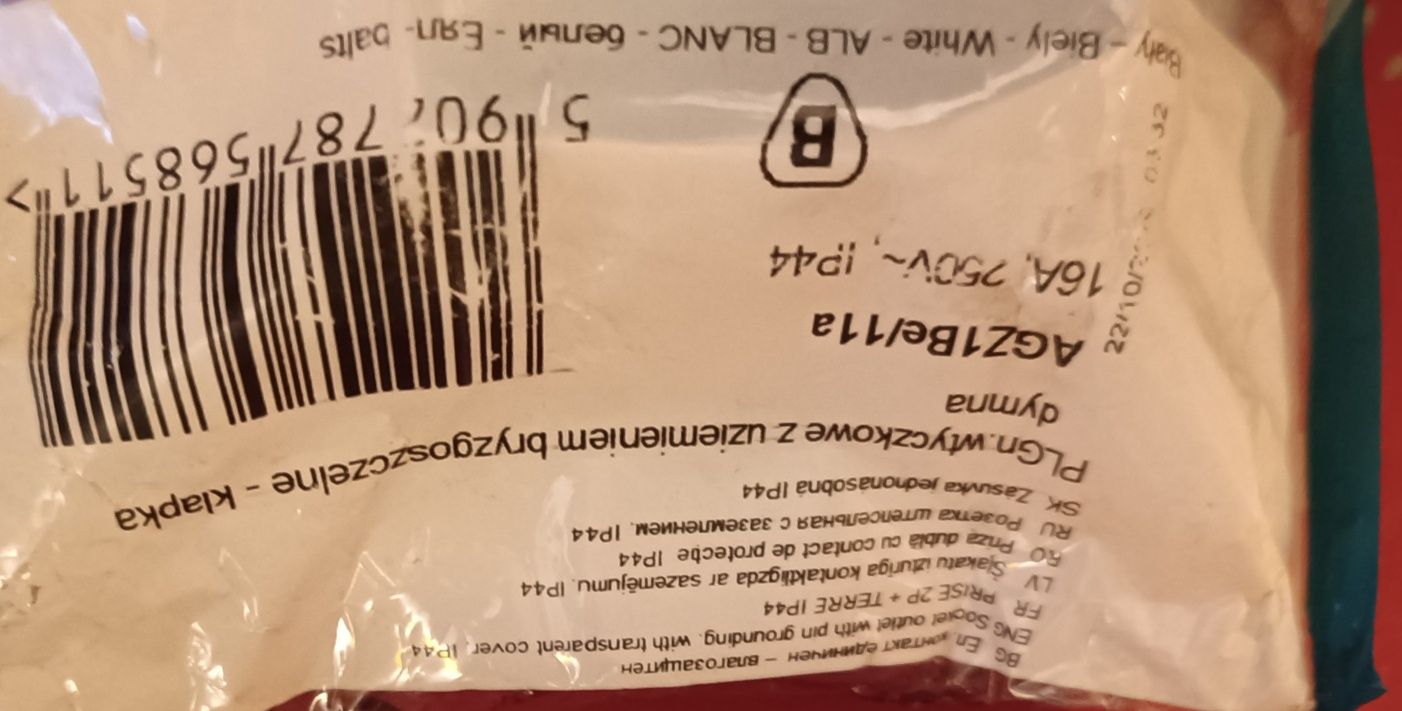 BG Ел контакт единичен – влагозащитен
ENG Socket outlet with pin grounding. with transparent cover. IP44
FR PRISE 2P + TERRE IP44
LV Šļakatu izturīga kontaktligzda ar sazemējumu. IP44
RO Priza dublă cu contact de protecþie IP44
RU Розетка штепсельная с заземлением. IP44
SK Zasuvka jednonasobná IP44
PLGn.wtyczkowe z uziemieniem bryzgoszczelne - klapka
dymna
AGZ1Be/11a
16A, 250V~, IP44
B
5 902787 568511 >
Biały – Biely - White - ALB - BLANC - белый - Бял- balts